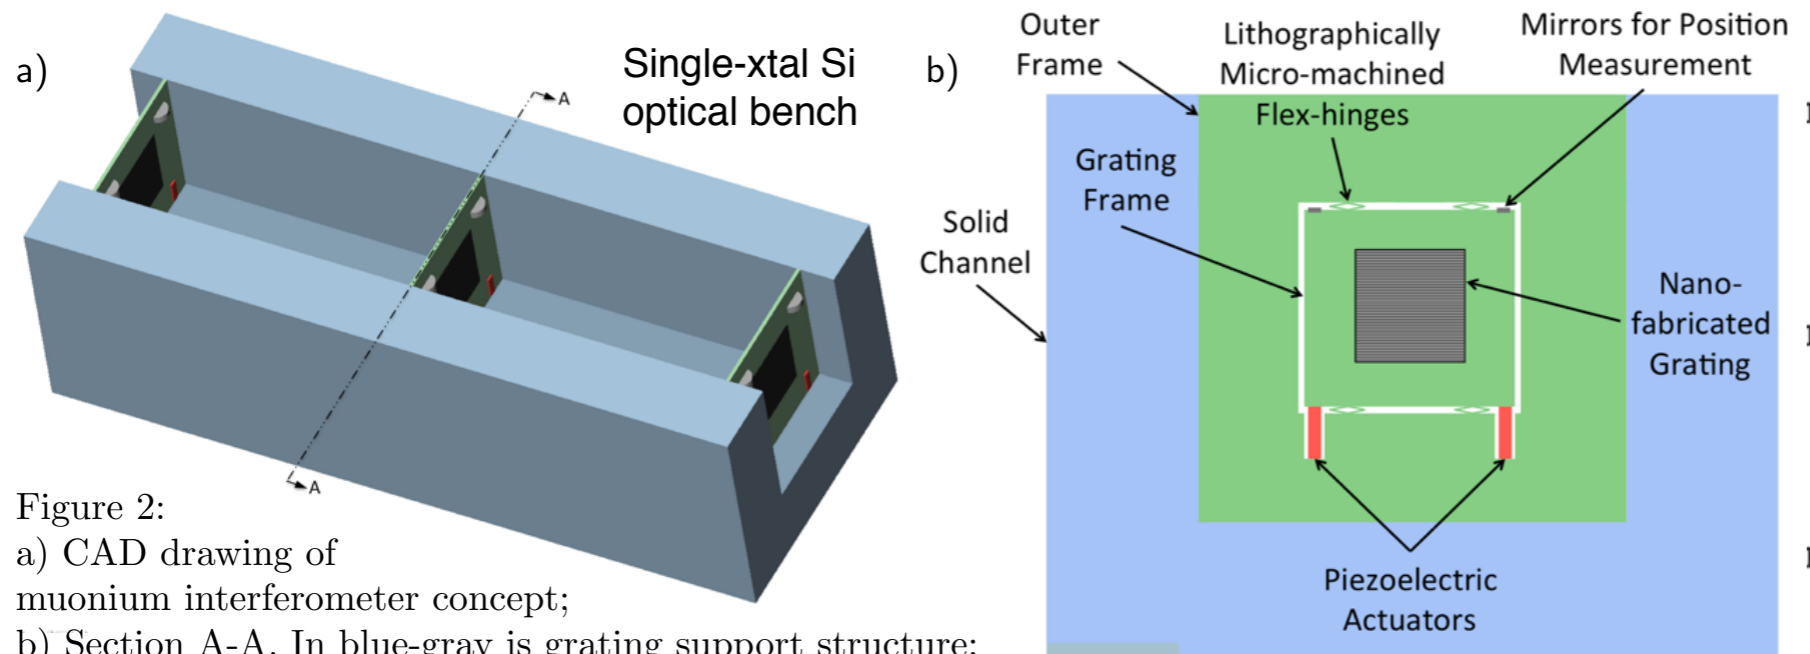 a)
Single-xtal Si
optical bench
A
A
Figure 2:
a) CAD drawing of
muonium interferometer concept;
b) Section A-A. In blue-gray is grating support structure;
b)
Outer
Frame
Lithographically
Micro-machined
Flex-hinges
Mirrors for Position
Measurement
Grating
Frame
Solid
Channel
Nano-
fabricated
Grating
Piezoelectric
Actuators